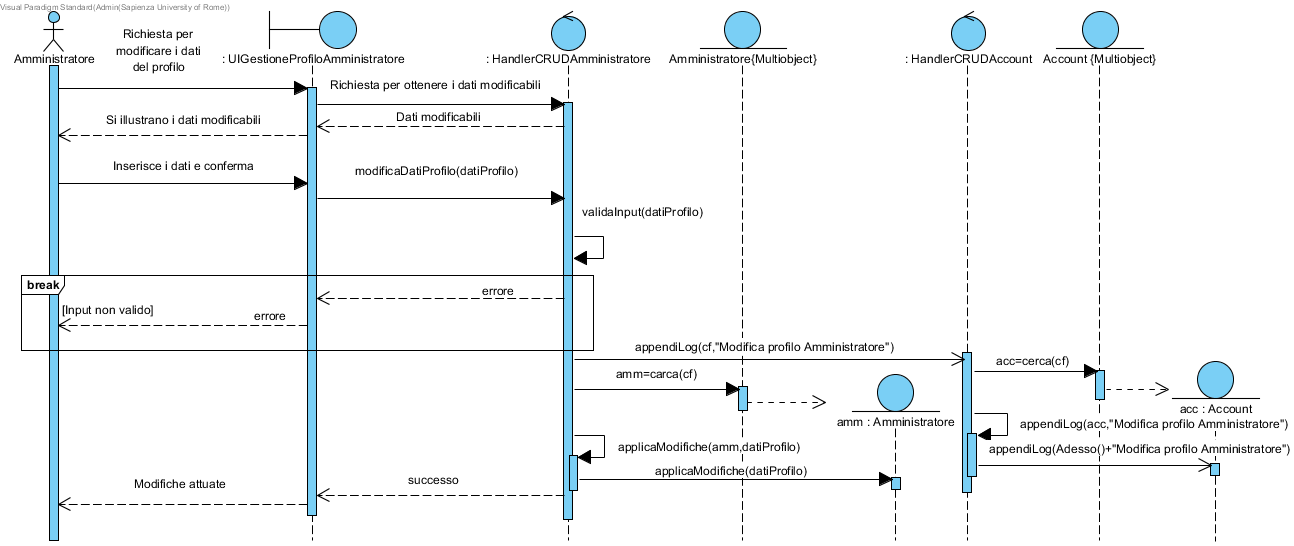 Visual Paradigm Standard(Admin(Sapienza University of Rome))
Amministratore
: UIGestioneProfiloAmministratore
: HandlerCRUDAmministratore
Amministratore{Multiobject}
: HandlerCRUDAccount
Account {Multiobject}
Richiesta per
modificare i dati
del profilo
Richiesta per ottenere i dati modificabili
Dati modificabili
Si illustrano i dati modificabili
Inserisce i dati e conferma
modificaDatiProfilo(datiProfilo)
validaInput(datiProfilo)
break
errore
[Input non valido]
errore
appendiLog(cf,"Modifica profilo Amministratore")
acc=cerca(cf)
amm=carca(cf)
acc : Account
amm : Amministratore
appendiLog(acc,"Modifica profilo Amministratore")
applicaModifiche(amm,datiProfilo)
appendiLog(Adesso()+"Modifica profilo Amministratore")
applicaModifiche(datiProfilo)
successo
Modifiche attuate